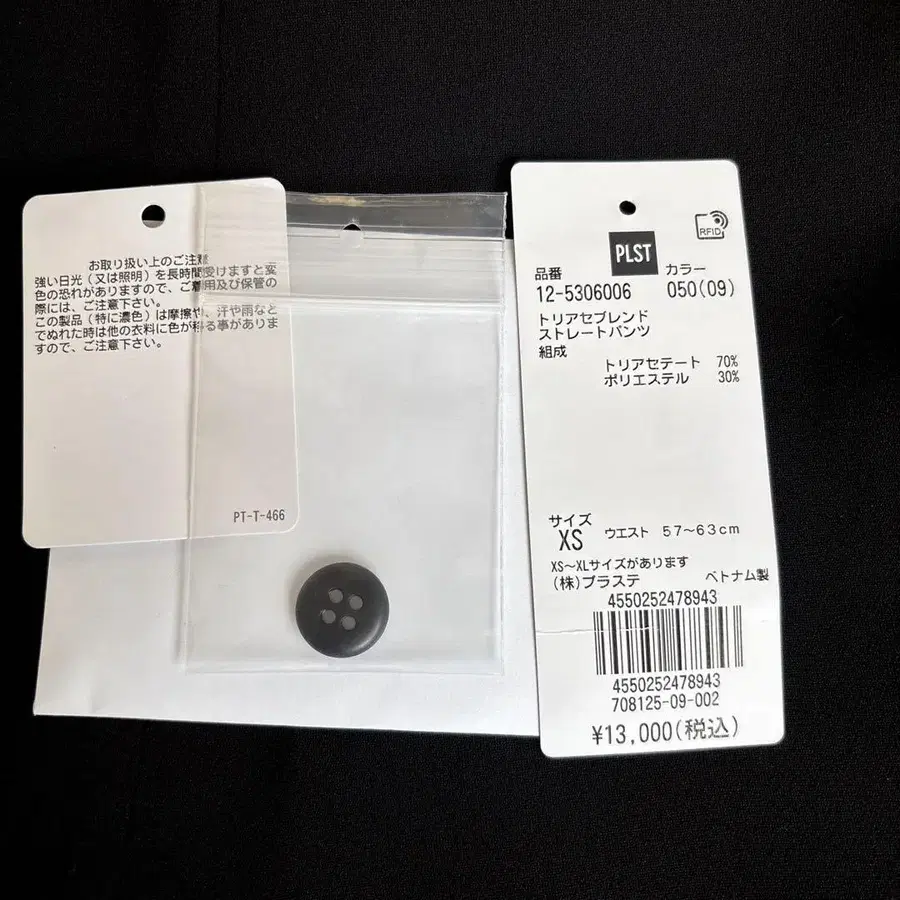 お取り扱い上のご注意
強い日光（又は照明）を長時間受けますと変
色の恐れがありますので、ご着用及び保管の
際には、ご注意下さい。
この製品（特に濃色）は摩擦や、汗や雨など
でぬれた時は他の衣料に色が移る事がありま
すので、ご注意下さい。
PT-T-466
RFID
PLST
品番 カラー
12-5306006 050(09)
トリアセブレンド
ストレートパンツ
組成
トリアセテート 70%
ポリエステル 30%
サイズ
XS ウエスト 57〜63cm
XS〜XLサイズがあります
(株)プラステ ベトナム製
4550252478943
4550252478943
708125-09-002
¥13,000(税込)